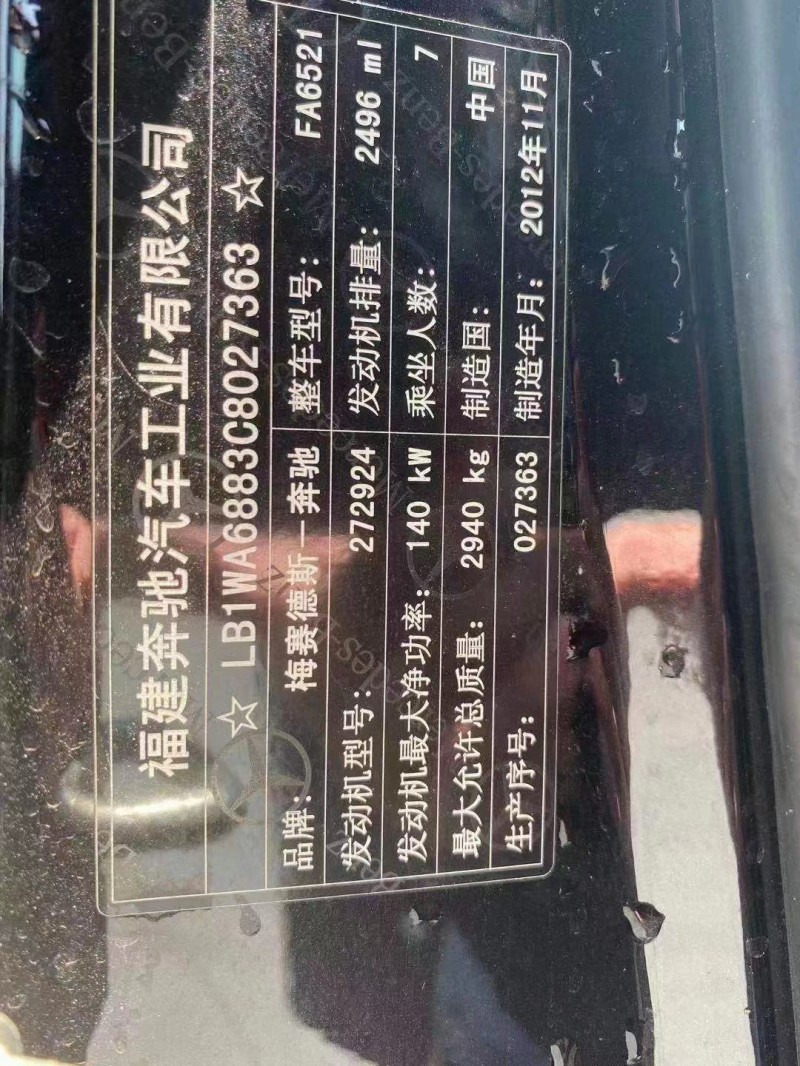 福建奔驰汽车工业有限公司
☆ LB1WA6883C8027363 ☆
品牌: 梅赛德斯—奔驰 整车型号: FA6521
发动机型号: 272924 发动机排量: 2496 ml
发动机最大净功率: 140 kW 乘坐人数: 7
最大允许总质量: 2940 kg 制造国: 中国
生产序号: 027363 制造年月: 2012年11月